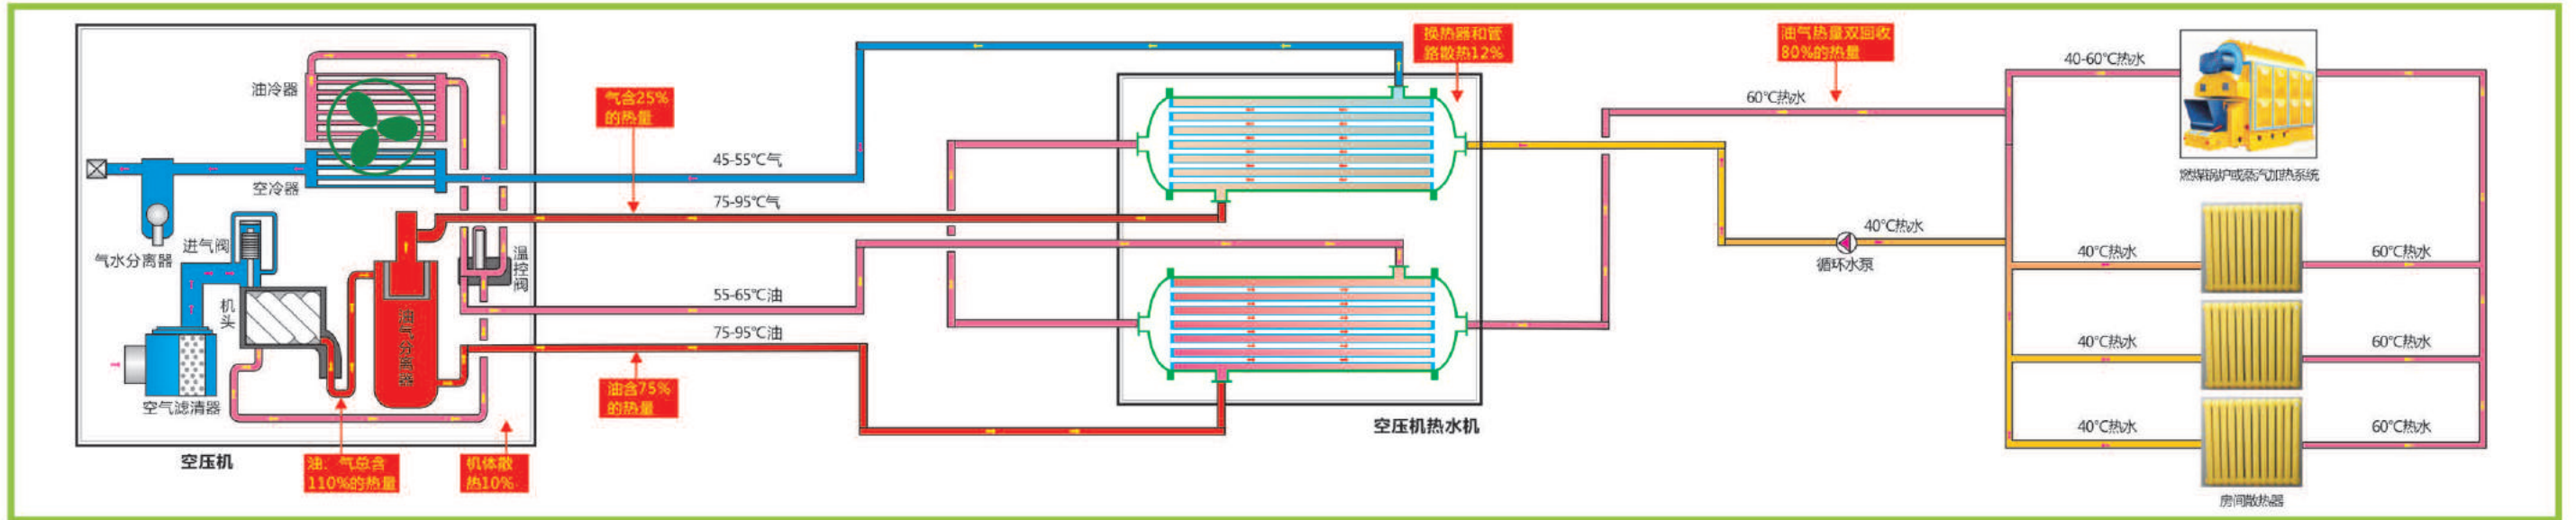 油冷器
空冷器
气水分离器
进气阀
机头
空气滤清器
油气分离器
温控阀
空压机
油、气总含
110%的热量
机体散
热10%
气含25%
的热量
45-55℃气
75-95℃气
55-65℃油
75-95℃油
油含75%
的热量
换热器和管
路散热12%
空压机热水机
油气热量双回收
80%的热量
60℃热水
40℃热水
循环水泵
40-60℃热水
燃煤锅炉或蒸汽加热系统
40℃热水
60℃热水
40℃热水
60℃热水
40℃热水
60℃热水
房间散热器